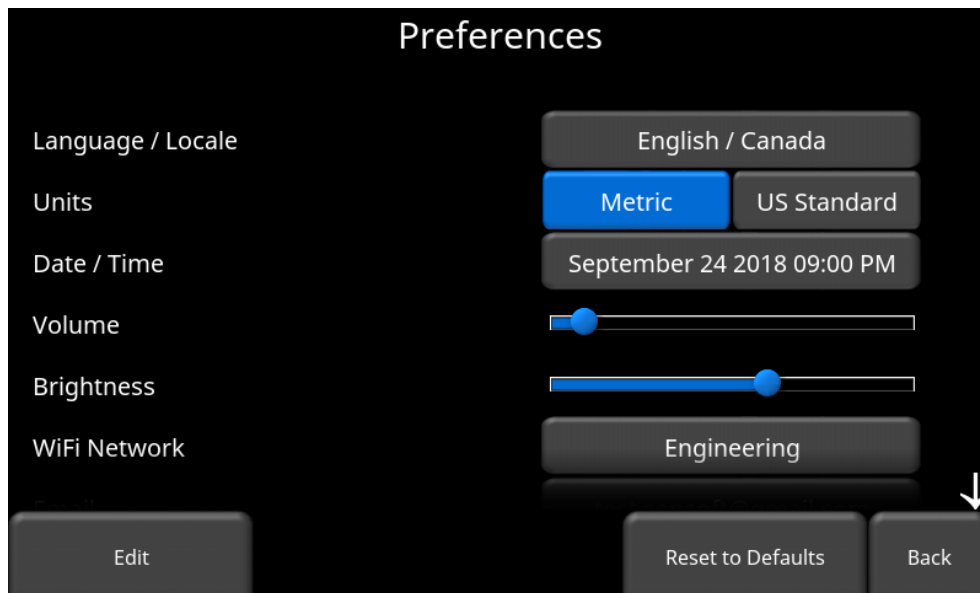 Preferences
Language / Locale English / Canada
Units Metric US Standard
Date / Time September 24 2018 09:00 PM
Volume
Brightness
WiFi Network Engineering
Email
Edit Reset to Defaults Back